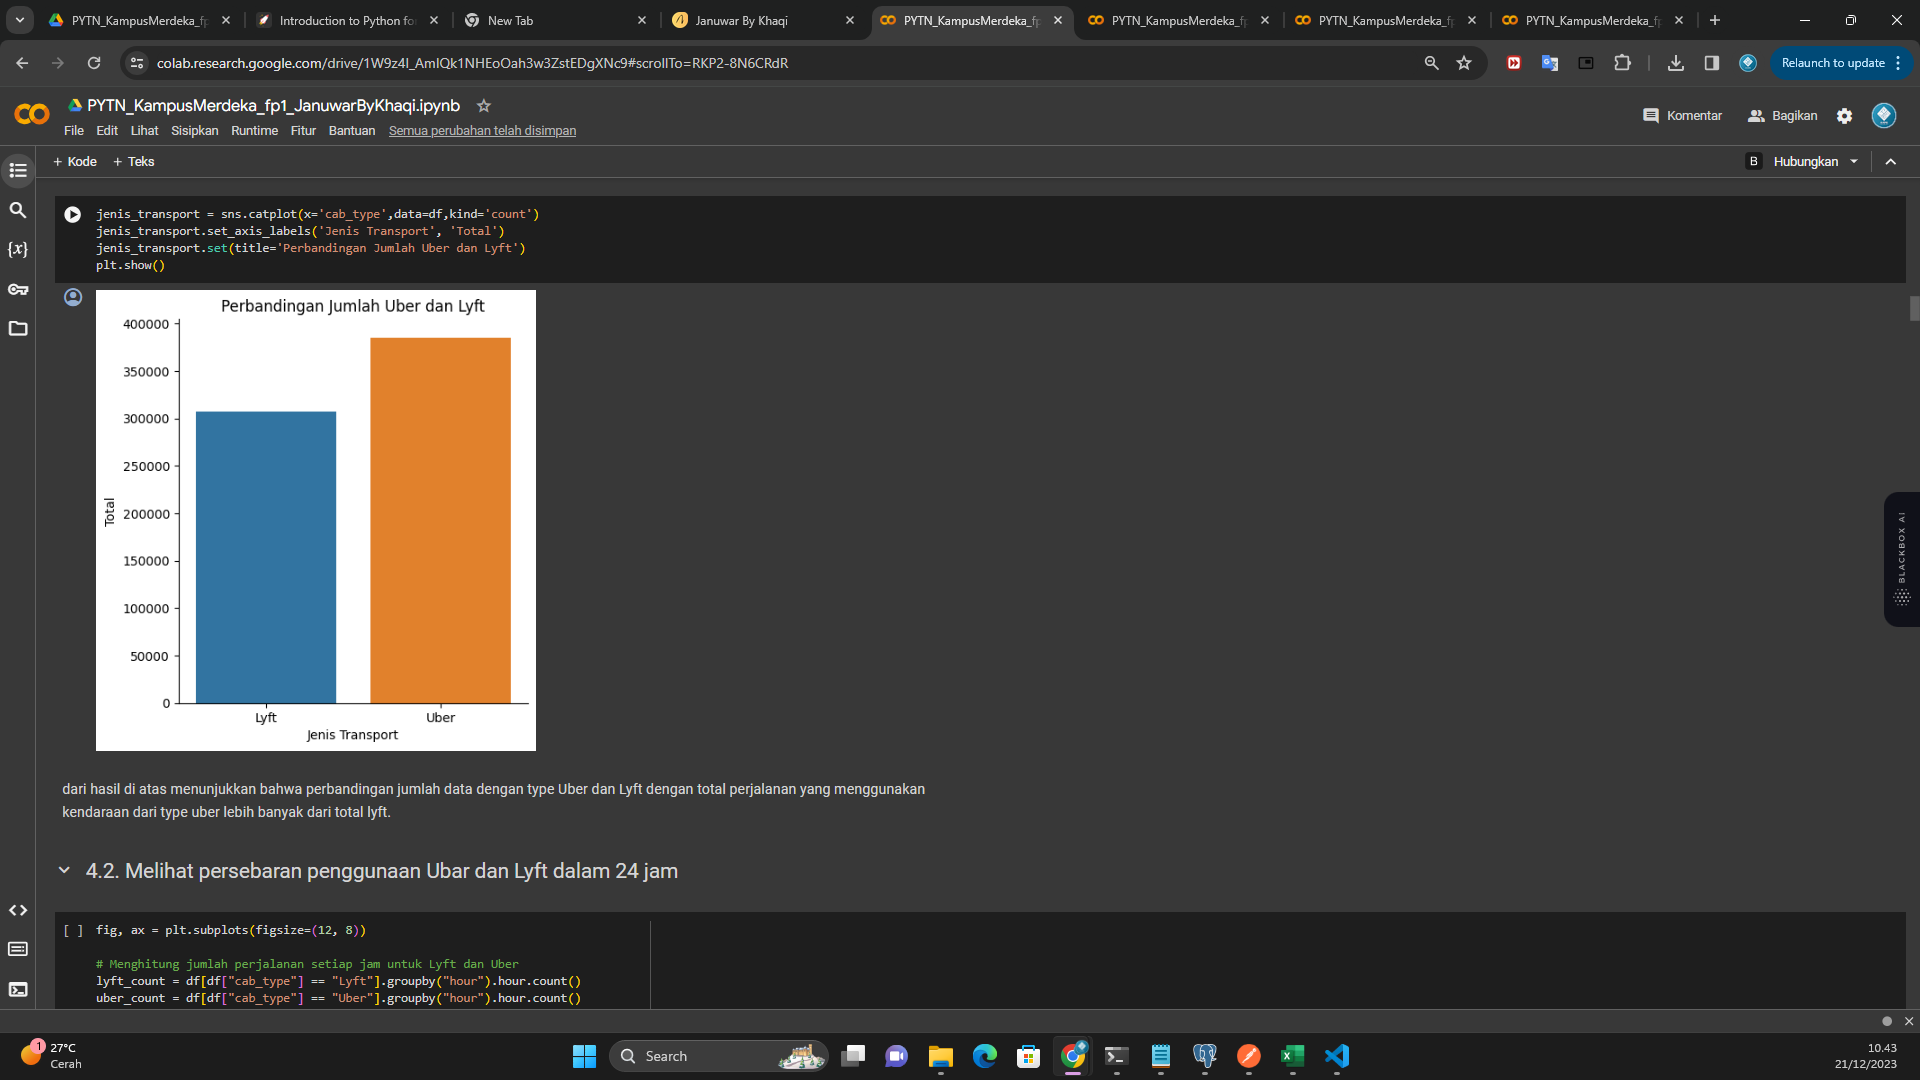 PYTN_KampusMerdeka_fp
Introduction to Python fo
New Tab
Januwar By Khaqi
PYTN_KampusMerdeka_fp
PYTN_KampusMerdeka_fp
PYTN_KampusMerdeka_fp
PYTN_KampusMerdeka_fp
colab.research.google.com/drive/1W9z4I_AmIQk1NHEoOah3w3ZstEDgXNc9#scrollTo=RKP2-8N6CRdR
Relaunch to update
PYTN_KampusMerdeka_fp1_JanuwarByKhaqi.ipynb
File Edit Lihat Sisipkan Runtime Fitur Bantuan Semua perubahan telah disimpan
Komentar
Bagikan
+ Kode + Teks
B Hubungkan
{x}
jenis_transport = sns.catplot(x='cab_type',data=df,kind='count')
jenis_transport.set_axis_labels('Jenis Transport', 'Total')
jenis_transport.set(title='Perbandingan Jumlah Uber dan Lyft')
plt.show()
Perbandingan Jumlah Uber dan Lyft
400000
350000
300000
250000
200000
150000
100000
50000
0
Total
Lyft
Uber
Jenis Transport
BLACKBOX AI
dari hasil di atas menunjukkan bahwa perbandingan jumlah data dengan type Uber dan Lyft dengan total perjalanan yang menggunakan
kendaraan dari type uber lebih banyak dari total lyft.
4.2. Melihat persebaran penggunaan Ubar dan Lyft dalam 24 jam
[ ] fig, ax = plt.subplots(figsize=(12, 8))
# Menghitung jumlah perjalanan setiap jam untuk Lyft dan Uber
lyft_count = df[df["cab_type"] == "Lyft"].groupby("hour").hour.count()
uber_count = df[df["cab_type"] == "Uber"].groupby("hour").hour.count()
1
27°C
Cerah
Search
10.43
21/12/2023